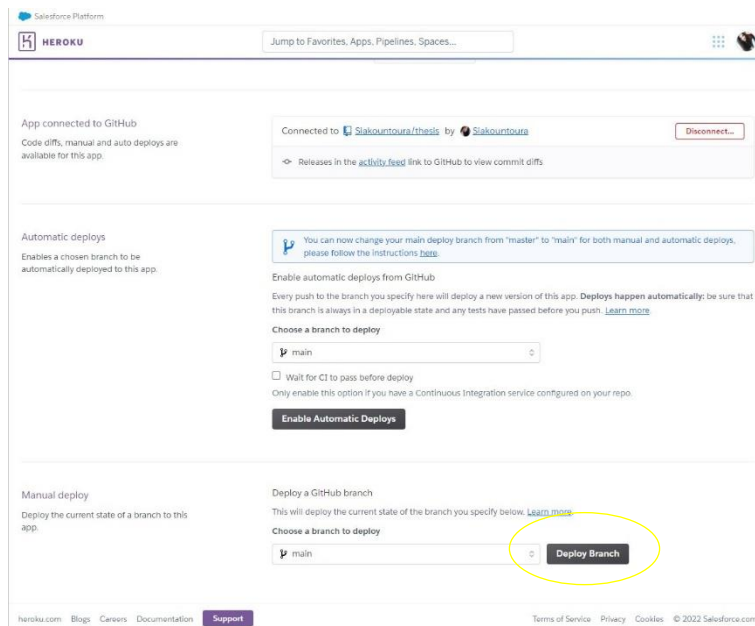 Salesforce Platform
HEROKU
Jump to Favorites, Apps, Pipelines, Spaces...
App connected to GitHub
Code diffs, manual and auto deploys are
available for this app.
Connected to Siakountoura/thesis by Siakountoura
Disconnect...
Releases in the activity feed link to GitHub to view commit diffs
Automatic deploys
Enables a chosen branch to be
automatically deployed to this app.
You can now change your main deploy branch from "master" to "main" for both manual and automatic deploys,
please follow the instructions here.
Enable automatic deploys from GitHub
Every push to the branch you specify here will deploy a new version of this app. Deploys happen automatically: be sure that
this branch is always in a deployable state and any tests have passed before you push. Learn more
Choose a branch to deploy
main
Wait for CI to pass before deploy
Only enable this option if you have a Continuous Integration service configured on your repo.
Enable Automatic Deploys
Manual deploy
Deploy the current state of a branch to this
app.
Deploy a GitHub branch
This will deploy the current state of the branch you specify below. Learn more.
Choose a branch to deploy
main
Deploy Branch
heroku.com Blogs Careers Documentation Support
Terms of Service Privacy Cookies © 2022 Salesforce.com